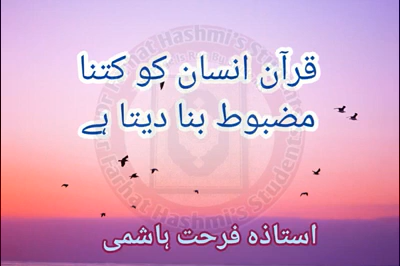 قرآن انسان کو کتنا
مضبوط بنا دیتا ہے
استاذہ فرحت ہاشمی